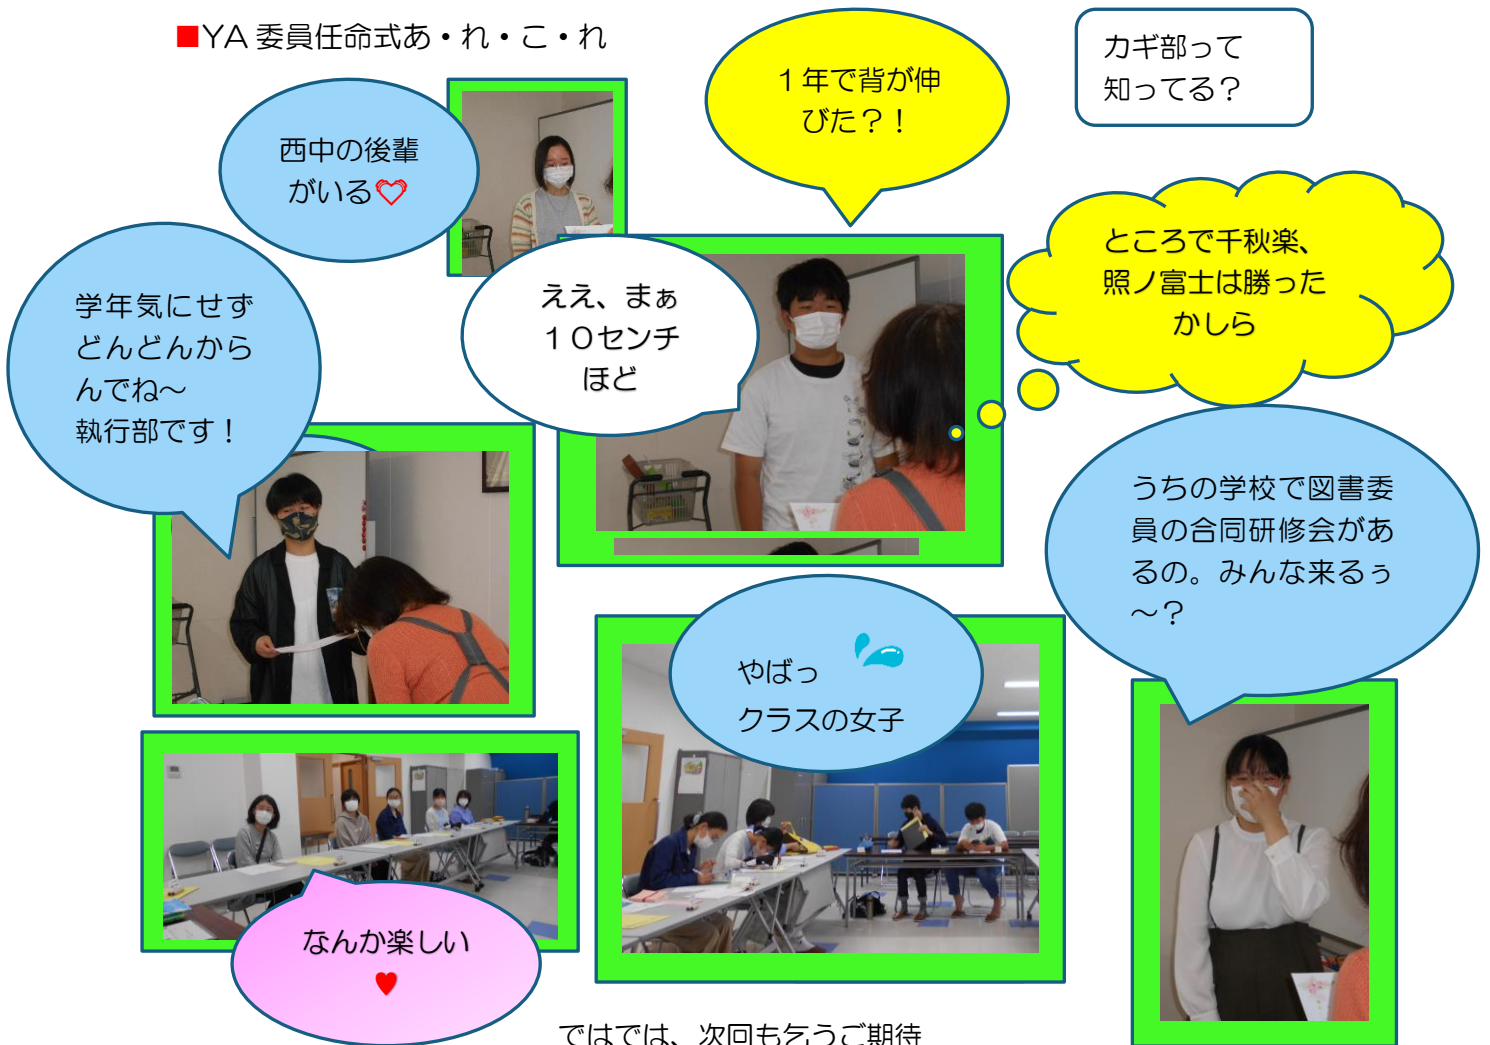 ■YA 委員任命式あ・れ・こ・れ
カギ部って
知ってる?
1年で背が伸
びた?!
西中の後輩
がいる♡
ところで千秋楽、
照ノ富士は勝った
かしら
ええ、まぁ
10センチ
ほど
学年気にせず
どんどんから
んでね～
執行部です!
うちの学校で図書委
員の合同研修会があ
るの。みんな来るぅ
～?
やばっ
クラスの女子
なんか楽しい
♥
ではでは、次回も乞うご期待